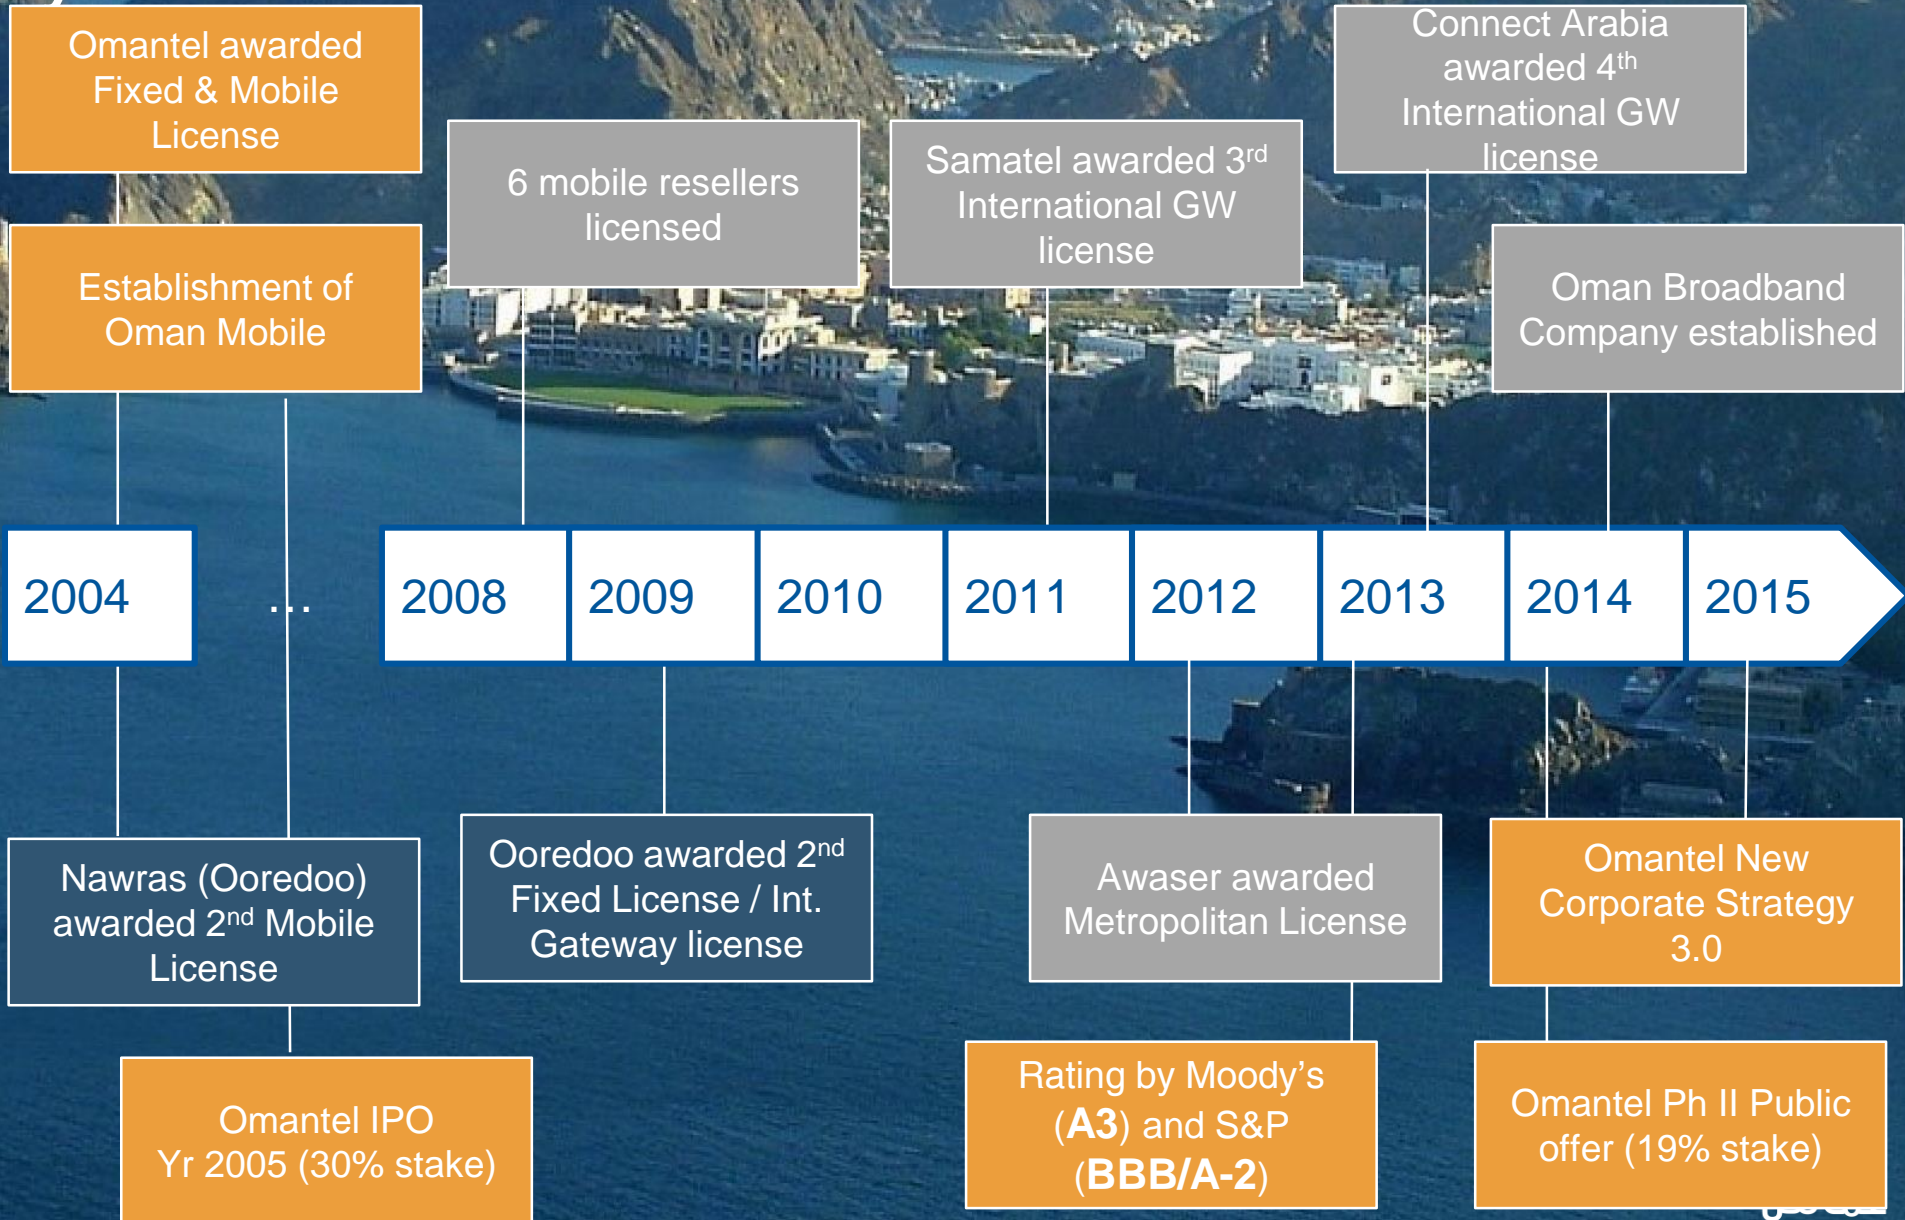 Omantel awarded
Fixed & Mobile
License
Establishment of
Oman Mobile
6 mobile resellers
licensed
Samatel awarded 3rd
International GW
license
Connect Arabia
awarded 4th
International GW
license
Oman Broadband
Company established
2004
...
2008
2009
2010
2011
2012
2013
2014
2015
Nawras (Ooredoo)
awarded 2nd Mobile
License
Omantel IPO
Yr 2005 (30% stake)
Ooredoo awarded 2nd
Fixed License / Int.
Gateway license
Awaser awarded
Metropolitan License
Rating by Moody’s
(A3) and S&P
(BBB/A-2)
Omantel New
Corporate Strategy
3.0
Omantel Ph II Public
offer (19% stake)